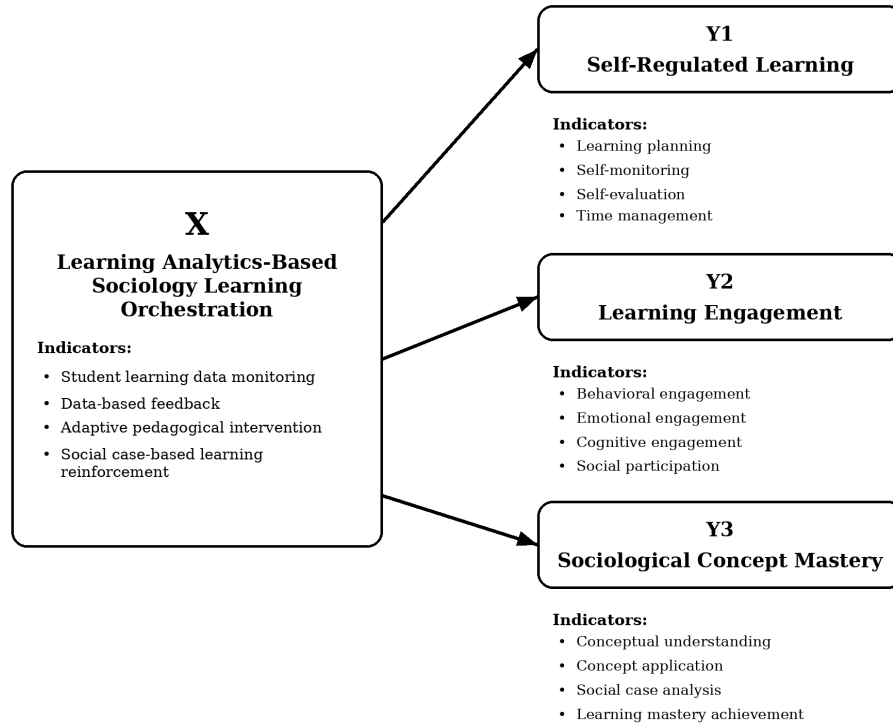 X
Learning Analytics-Based
Sociology Learning
Orchestration
Indicators:
• Student learning data monitoring
• Data-based feedback
• Adaptive pedagogical intervention
• Social case-based learning
reinforcement
Y1
Self-Regulated Learning
Indicators:
• Learning planning
• Self-monitoring
• Self-evaluation
• Time management
Y2
Learning Engagement
Indicators:
• Behavioral engagement
• Emotional engagement
• Cognitive engagement
• Social participation
Y3
Sociological Concept Mastery
Indicators:
• Conceptual understanding
• Concept application
• Social case analysis
• Learning mastery achievement